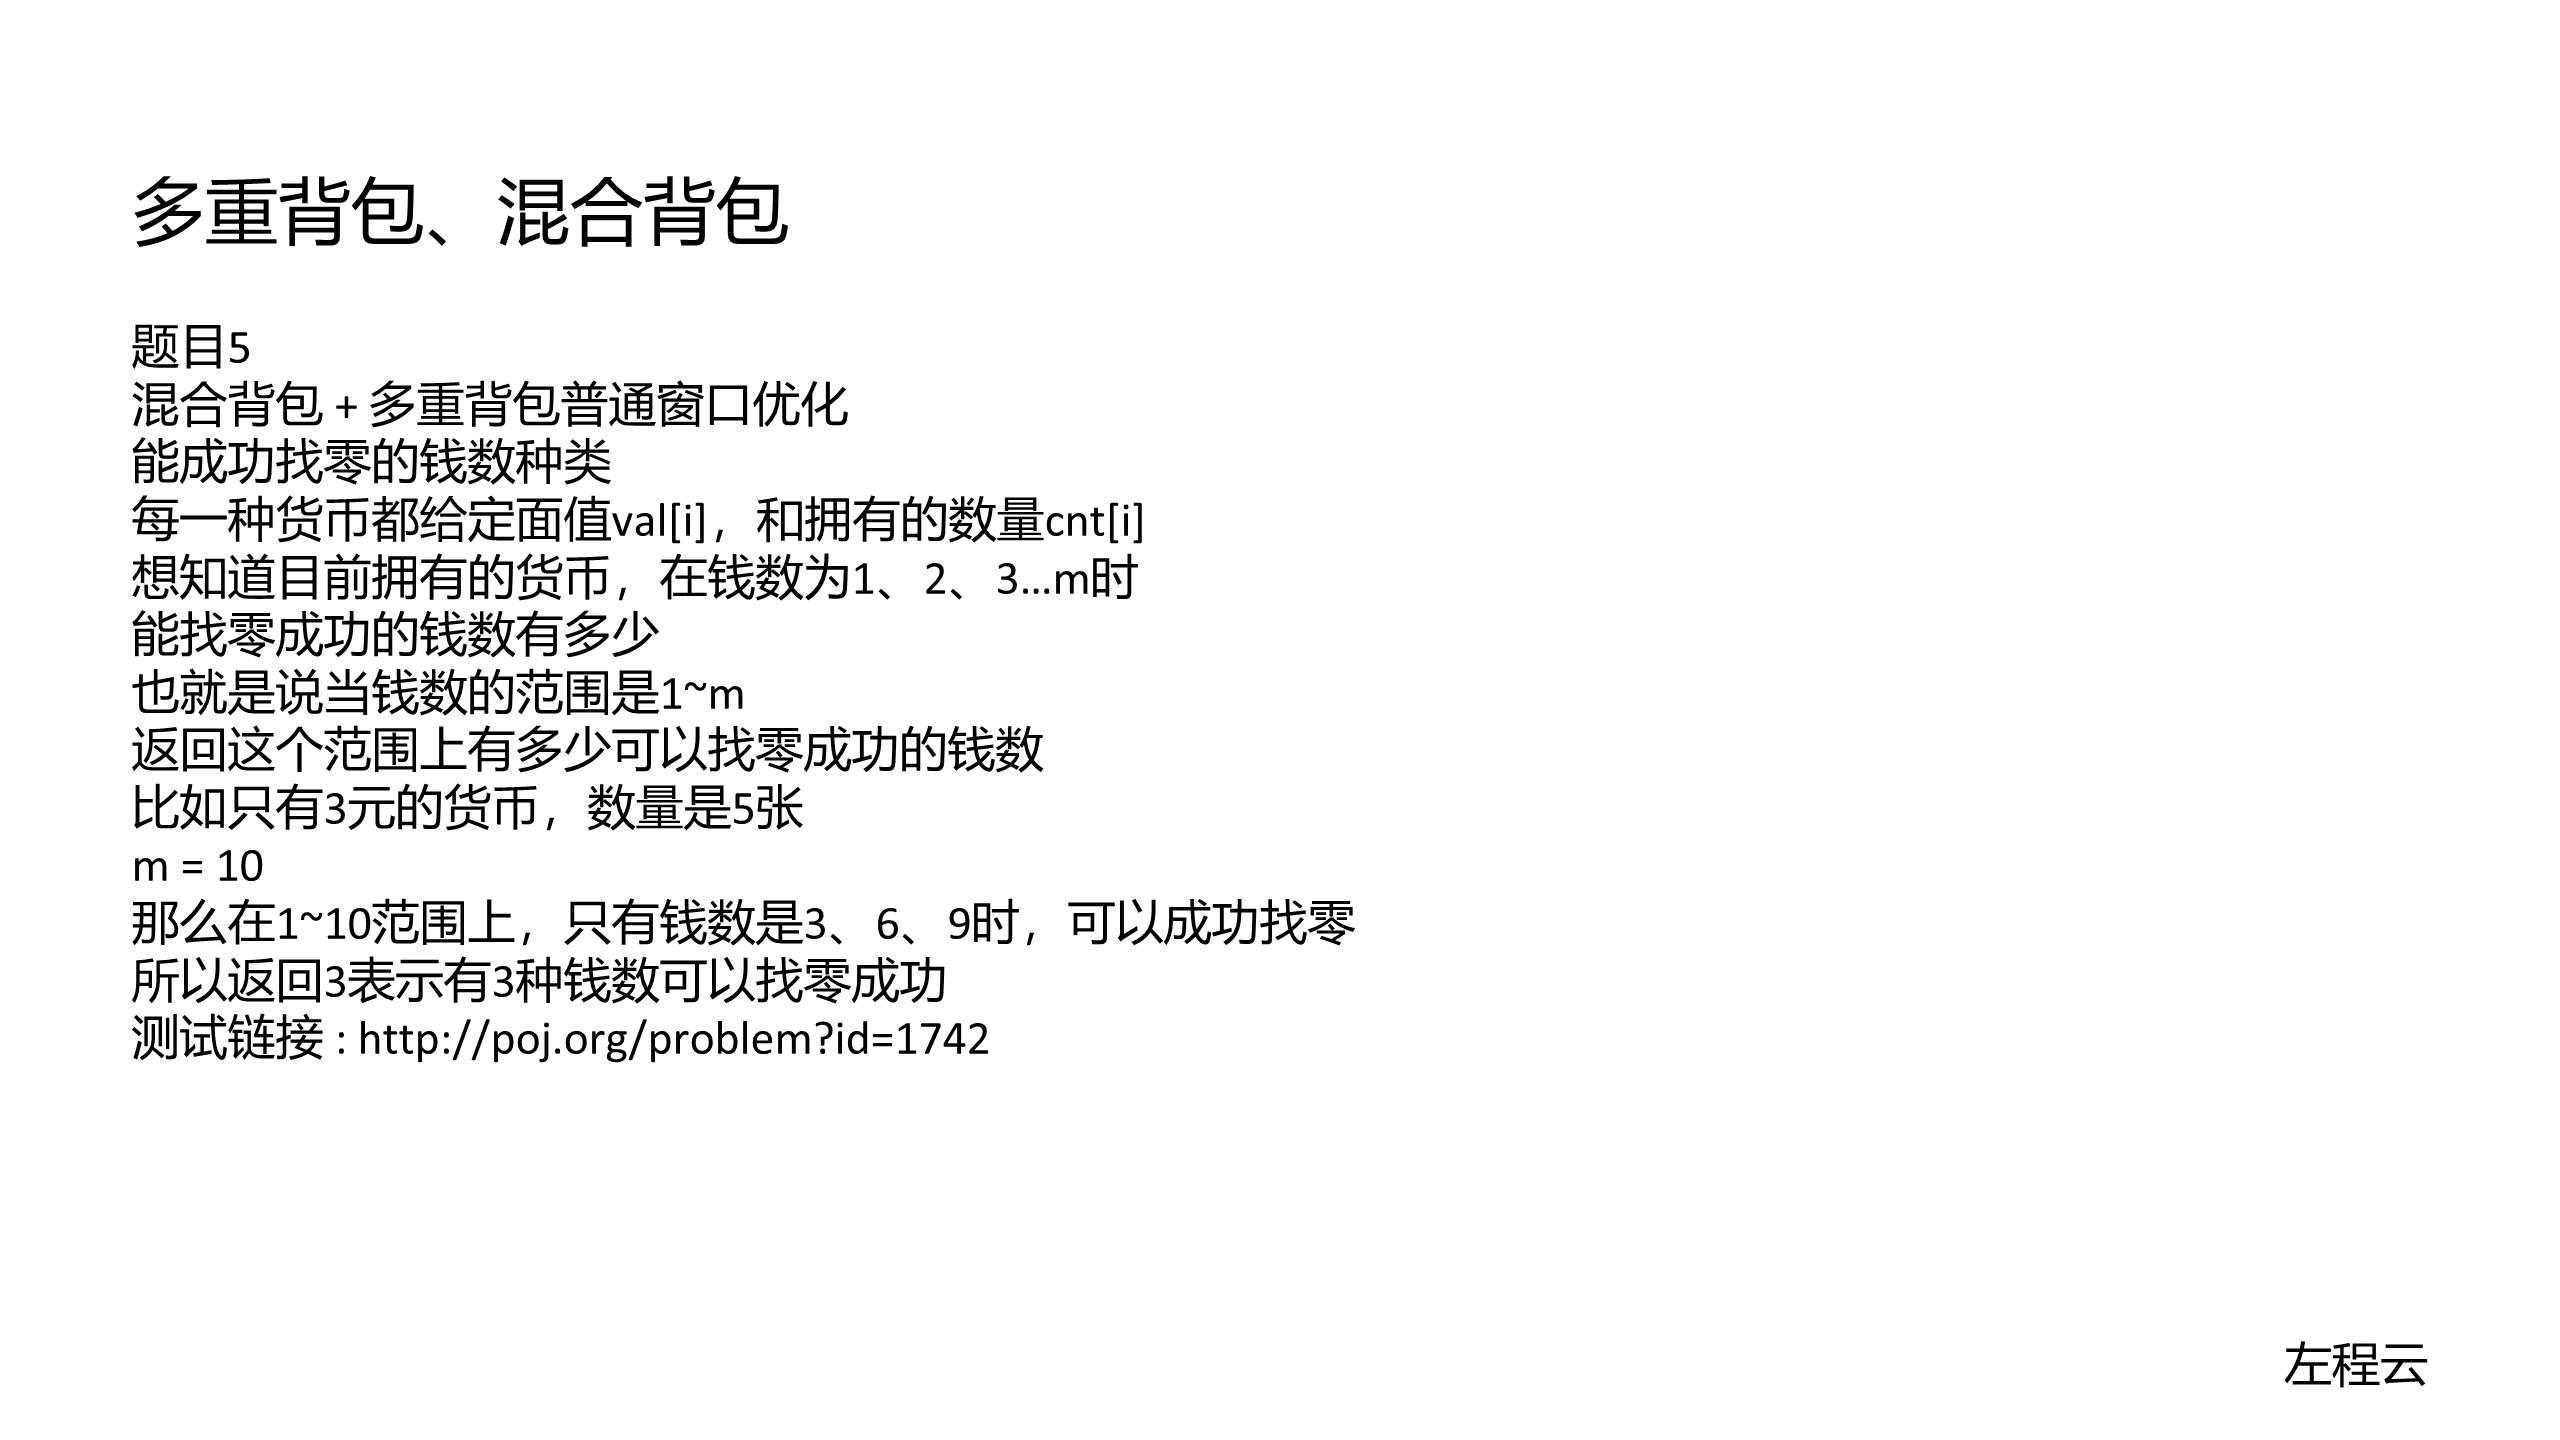 多重背包、混合背包
题目5
混合背包 + 多重背包普通窗口优化
能成功找零的钱数种类
每一种货币都给定面值val[i]，和拥有的数量cnt[i]
想知道目前拥有的货币，在钱数为1、2、3...m时
能找零成功的钱数有多少
也就是说当钱数的范围是1~m
返回这个范围上有多少可以找零成功的钱数
比如只有3元的货币，数量是5张
m = 10
那么在1~10范围上，只有钱数是3、6、9时，可以成功找零
所以返回3表示有3种钱数可以找零成功
测试链接 : http://poj.org/problem?id=1742
左程云